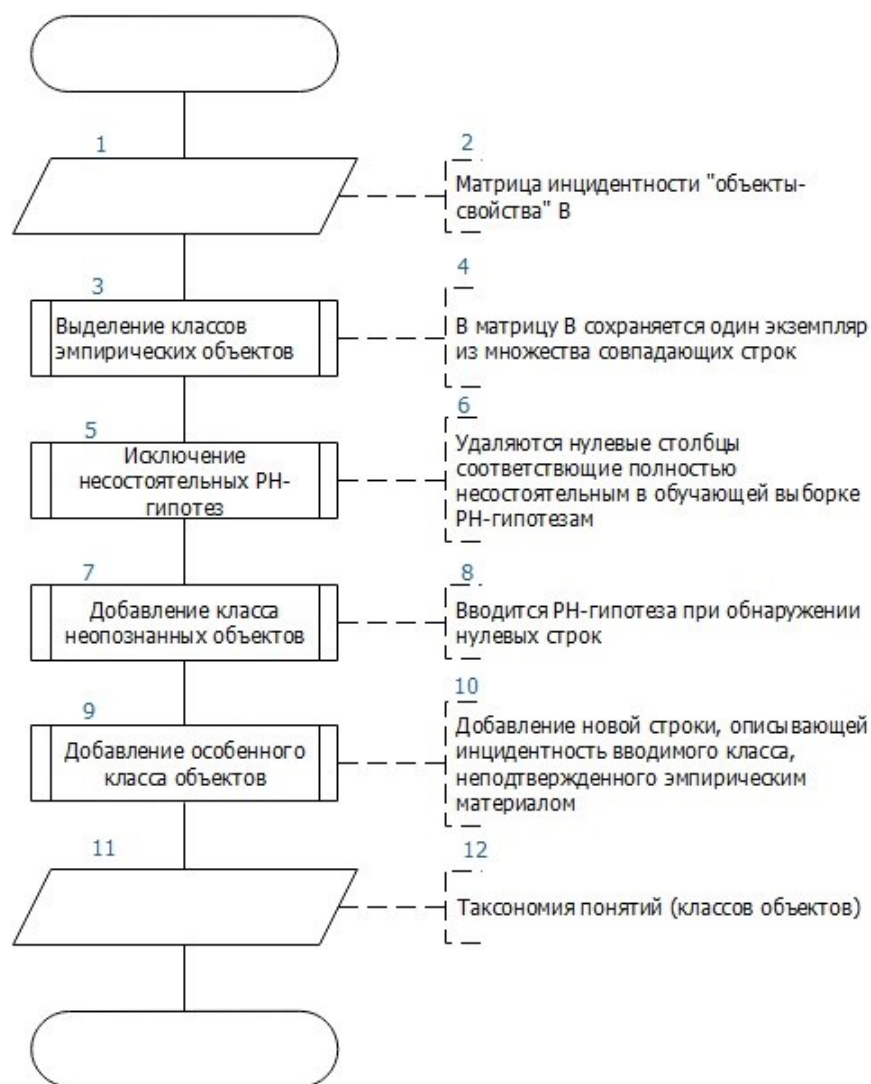 1
2
Матрица инцидентности "объекты-
свойства" В
3
Выделение классов
эмпирических объектов
4
В матрицу В сохраняется один экземпляр
из множества совпадающих строк
5
Исключение
несостоятельных РН-
гипотез
6
Удаляются нулевые столбцы
соответствющие полностью
несостоятельным в обучающей выборке
РН-гипотезам
7
Добавление класса
неопознанных объектов
8
Вводится РН-гипотеза при обнаружении
нулевых строк
9
Добавление особенного
класса объектов
10
Добавление новой строки, описывающей
инцидентность вводимого класса,
неподтвержденного эмпирическим
материалом
11
12
Таксономия понятий (классов объектов)